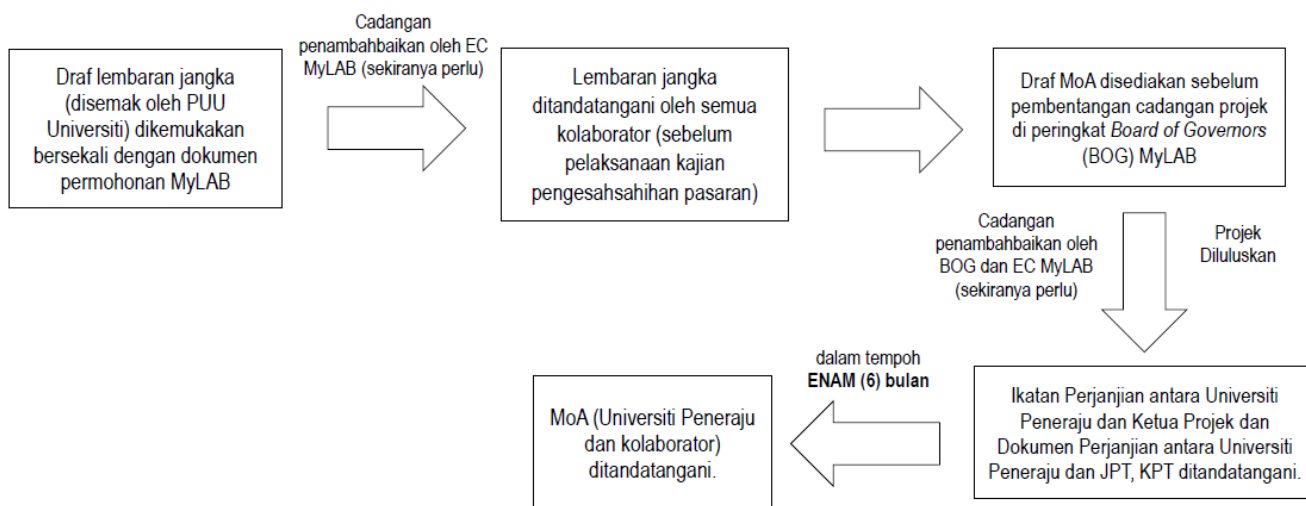 Draf lembaran jangka
(disemak oleh PUU
Universiti) dikemukakan
bersekali dengan dokumen
permohonan MyLAB
Cadangan
penambahbaikan oleh EC
MyLAB (sekiranya perlu)
Lembaran jangka
ditandatangani oleh semua
kolaborator (sebelum
pelaksanaan kajian
pengesahsahihan pasaran)
Draf MoA disediakan sebelum
pembentangan cadangan projek
di peringkat Board of Governors
(BOG) MyLAB
Cadangan
penambahbaikan oleh
BOG dan EC MyLAB
(sekiranya perlu)
Projek
Diluluskan
Ikatan Perjanjian antara Universiti
Peneraju dan Ketua Projek dan
Dokumen Perjanjian antara Universiti
Peneraju dan JPT, KPT ditandatangani.
dalam tempoh
ENAM (6) bulan
MoA (Universiti Peneraju
dan kolaborator)
ditandatangani.